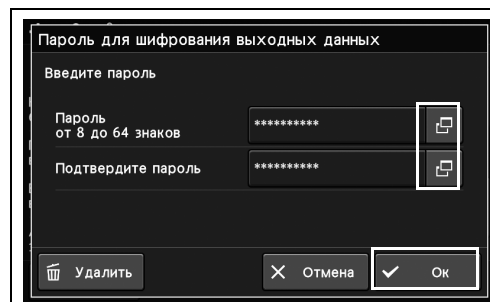 Пароль для шифрования выходных данных
Введите пароль
Пароль
от 8 до 64 знаков
**********
Подтвердите пароль
**********
Удалить
Отмена
Ок